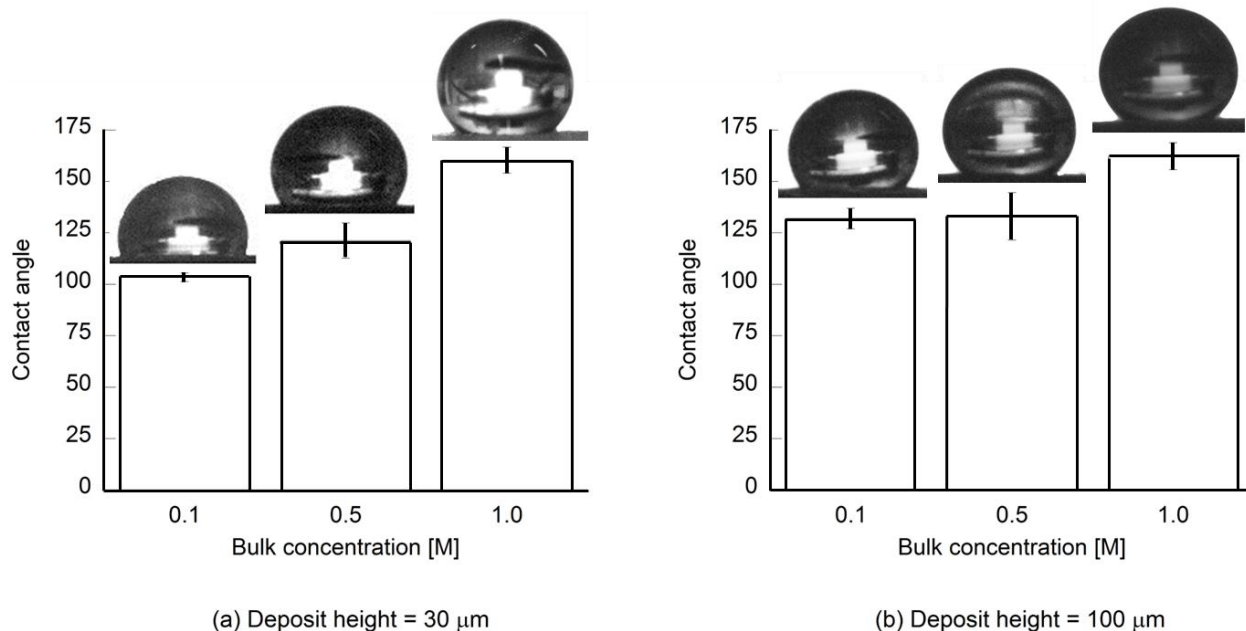 175
150
125
100
75
50
25
0
Contact angle
0.1 0.5 1.0
Bulk concentration [M]
(a) Deposit height = 30 μm
175
150
125
100
75
50
25
0
Contact angle
0.1 0.5 1.0
Bulk concentration [M]
(b) Deposit height = 100 μm